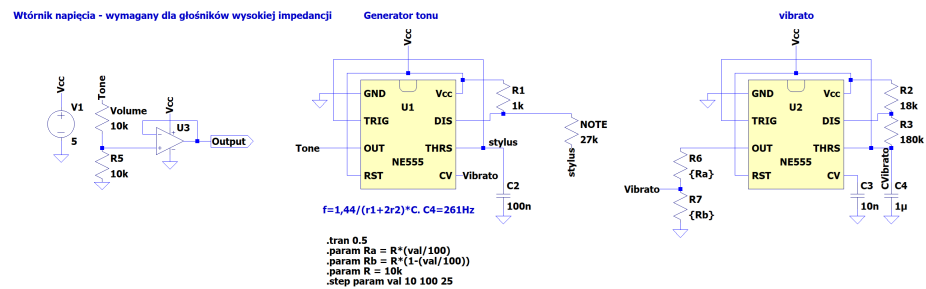 Wtórnik napięcia - wymagany dla głośników wysokiej impedancji
Generator tonu
vibrato
Vcc
V1
5
Tone
Volume
10k
R5
10k
Vcc
U3
Output
Vcc
GND
Vcc
U1
TRIG
DIS
OUT
THRS
NE555
RST
CV
Tone
R1
1k
NOTE
27k
stylus
stylus
Vibrato
C2
100n
f=1,44/(r1+2r2)*C. C4=261Hz
.tran 0.5
.param Ra = R*(val/100)
.param Rb = R*(1-(val/100))
.param R = 10k
.step param val 10 100 25
Vcc
GND
Vcc
U2
TRIG
DIS
OUT
THRS
NE555
RST
CV
R2
18k
R3
180k
CVibrato
R6
{Ra}
Vibrato
R7
{Rb}
C3
10n
C4
1µ